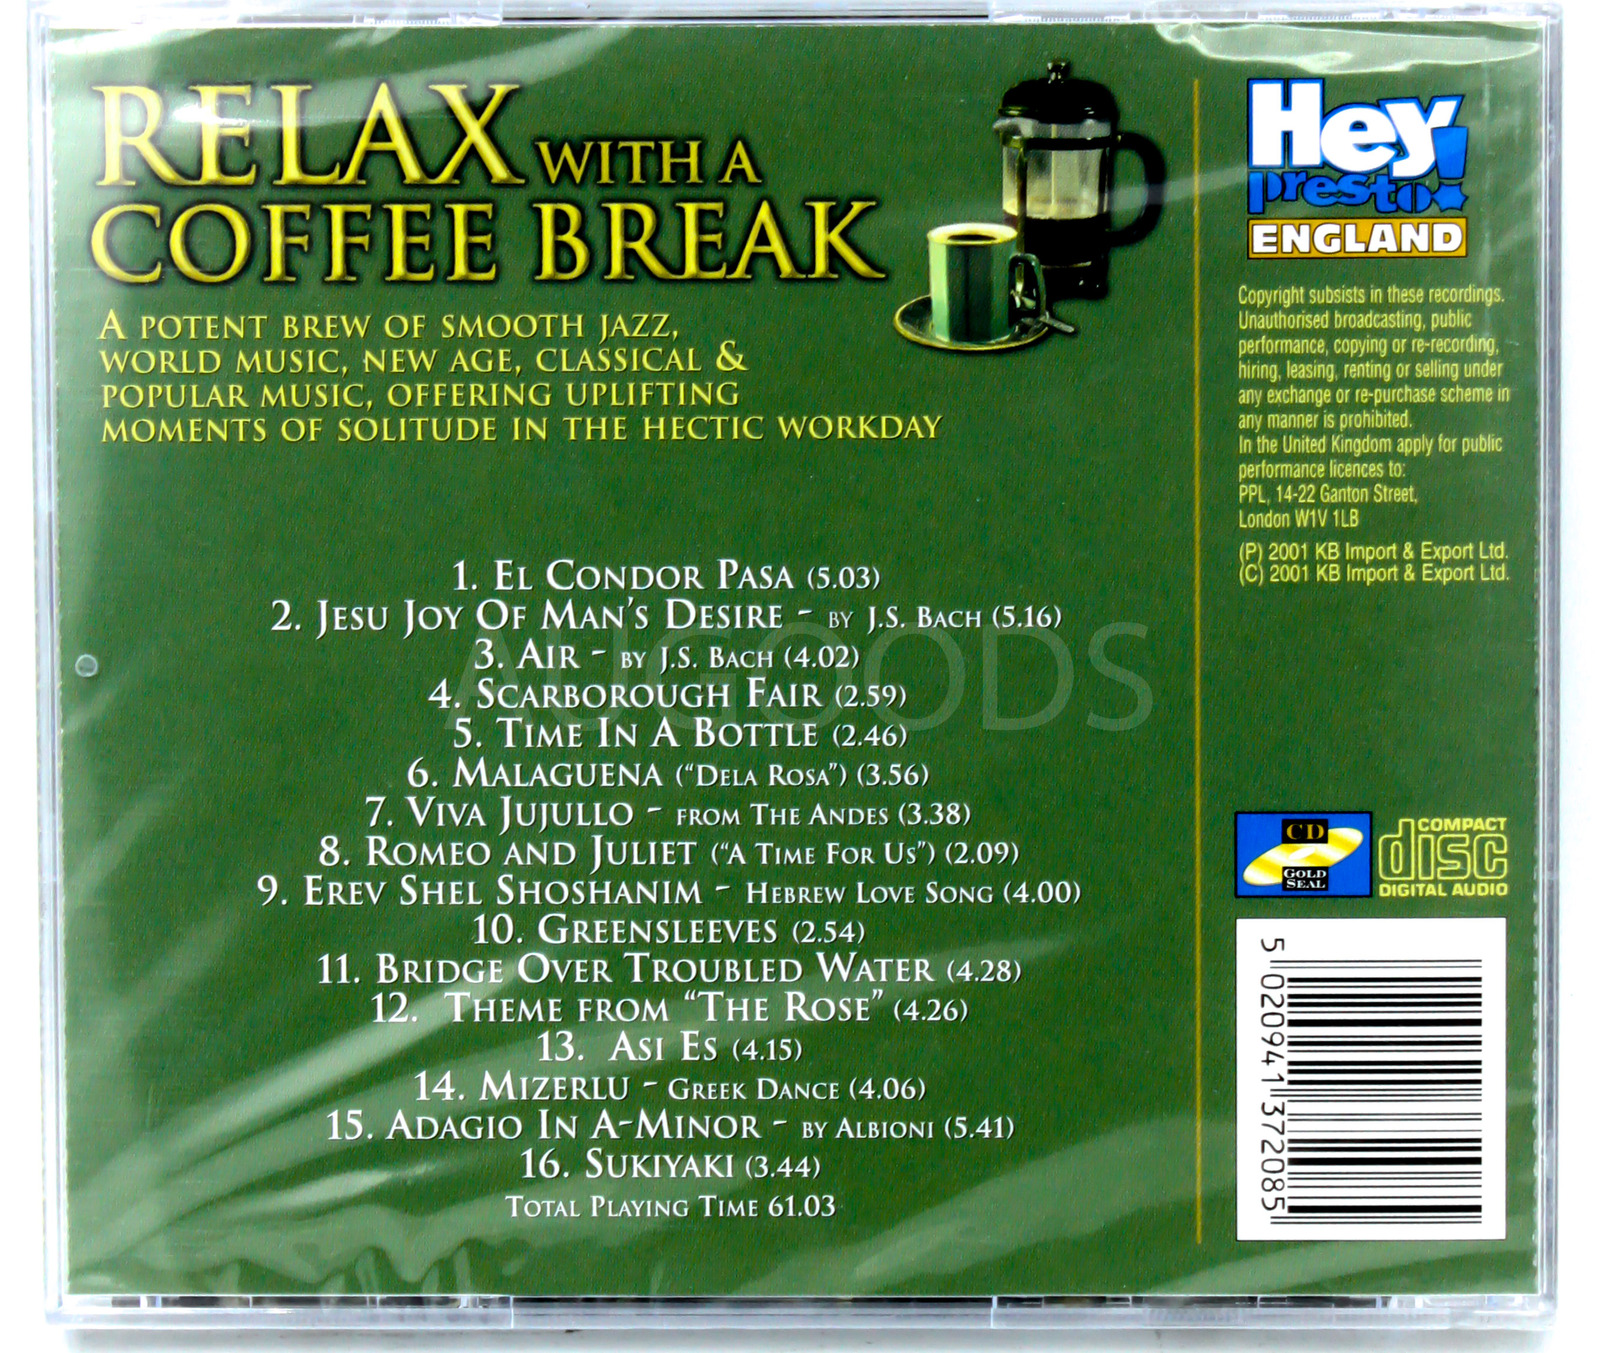 RELAX WITH A
COFFEE BREAK
A POTENT BREW OF SMOOTH JAZZ,
WORLD MUSIC, NEW AGE, CLASSICAL &
POPULAR MUSIC, OFFERING UPLIFTING
MOMENTS OF SOLITUDE IN THE HECTIC WORKDAY
1. EL CONDOR PASA (5.03)
2. JESU JOY OF MAN'S DESIRE - BY J.S. BACH (5.16)
3. AIR - BY J.S. BACH (4.02)
4. SCARBOROUGH FAIR (2.59)
5. TIME IN A BOTTLE (2.46)
6. MALAGUENA ("DELA ROSA") (3.56)
7. VIVA JUJULLO - FROM THE ANDES (3.38)
8. ROMEO AND JULIET ("A TIME FOR US") (2.09)
9. EREV SHEL SHOSHANIM - HEBREW LOVE SONG (4.00)
10. GREENSLEEVES (2.54)
11. BRIDGE OVER TROUBLED WATER (4.28)
12. THEME FROM "THE ROSE" (4.26)
13. ASI ES (4.15)
14. MIZERLU - GREEK DANCE (4.06)
15. ADAGIO IN A-MINOR - BY ALBIONI (5.41)
16. SUKIYAKI (3.44)
TOTAL PLAYING TIME 61.03
AUGOODS
Hey
presto
ENGLAND
Copyright subsists in these recordings.
Unauthorised broadcasting, public
performance, copying or re-recording,
hiring, leasing, renting or selling under
any exchange or re-purchase scheme in
any manner is prohibited.
In the United Kingdom apply for public
performance licences to:
PPL, 14-22 Ganton Street,
London W1V 1LB
(P) 2001 KB Import & Export Ltd.
(C) 2001 KB Import & Export Ltd.
CD
GOLD
SEAL
COMPACT
disc
DIGITAL AUDIO
5 020941 372085